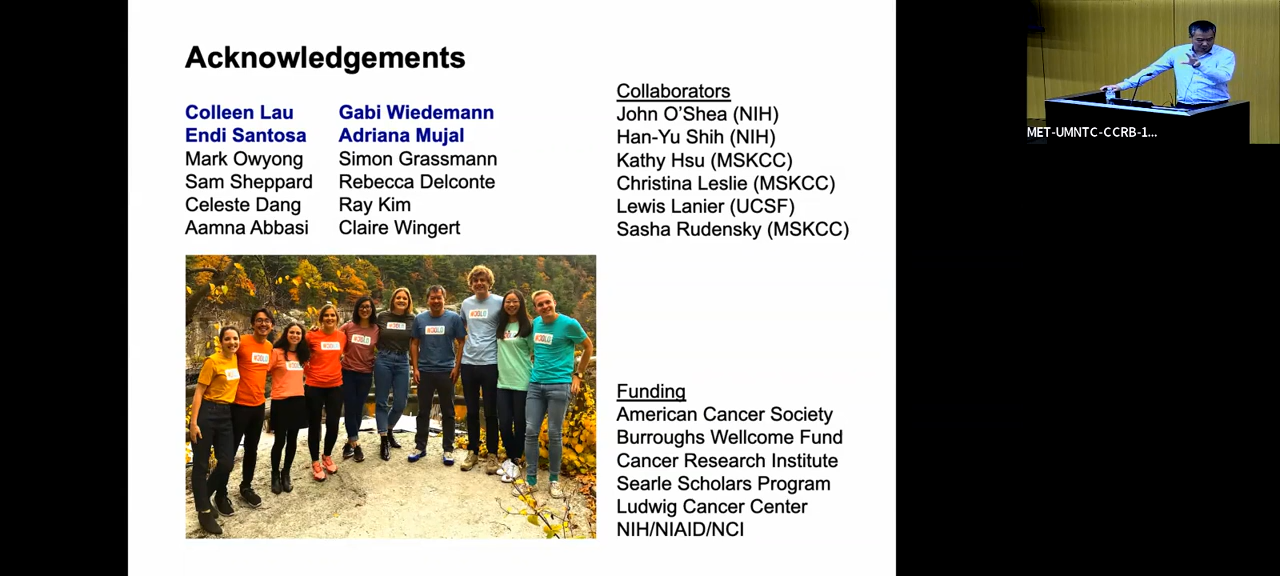 Acknowledgements
Colleen Lau
Endi Santosa
Mark Owyong
Sam Sheppard
Celeste Dang
Aamna Abbasi
Gabi Wiedemann
Adriana Mujal
Simon Grassmann
Rebecca Delconte
Ray Kim
Claire Wingert
Collaborators
John O'Shea (NIH)
Han-Yu Shih (NIH)
Kathy Hsu (MSKCC)
Christina Leslie (MSKCC)
Lewis Lanier (UCSF)
Sasha Rudensky (MSKCC)
Funding
American Cancer Society
Burroughs Wellcome Fund
Cancer Research Institute
Searle Scholars Program
Ludwig Cancer Center
NIH/NIAID/NCI
MET-UMNTC-CCRB-1...